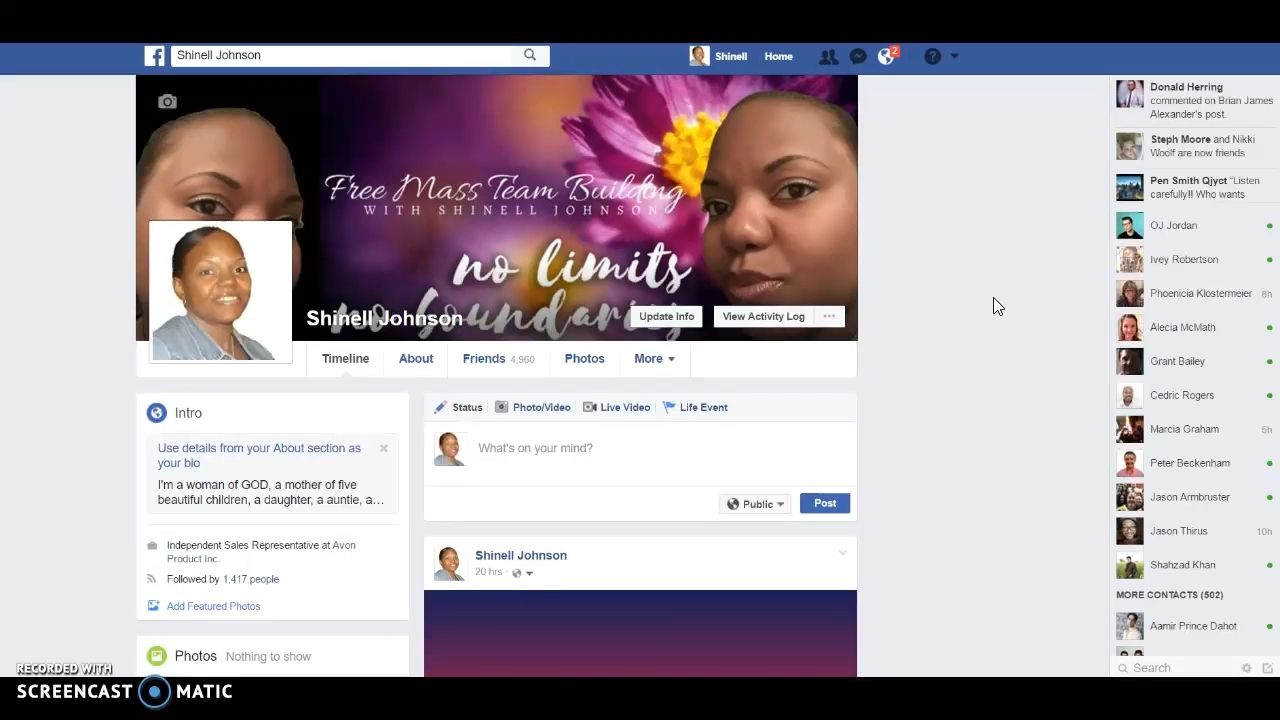 Shinell Johnson
Shinell
Home
2
?
Free Mass Team Building
WITH SHINELL JOHNSON
no limits
no boundaries
Shinell Johnson
Update Info
View Activity Log
Timeline
About
Friends 4,960
Photos
More
Intro
Use details from your About section as
your bio
I'm a woman of GOD, a mother of five
beautiful children, a daughter, a auntie, a…
Independent Sales Representative at Avon
Product Inc.
Followed by 1,417 people
Add Featured Photos
Photos Nothing to show
Status
Photo/Video
Live Video
Life Event
What's on your mind?
Public
Post
Shinell Johnson
20 hrs ·
Donald Herring
commented on Brian James
Alexander's post.
Steph Moore and Nikki
Woolf are now friends
Pen Smith Qjyct "Listen
carefully!! Who wants
OJ Jordan
Ivey Robertson
Phoenicia Klostermeier 8h
Alecia McMath
Grant Bailey
Cedric Rogers
Marcia Graham 5h
Peter Beckenham
Jason Armbruster
Jason Thirus 10h
Shahzad Khan
MORE CONTACTS (502)
Aamir Prince Dahot
Search
RECORDED WITH
SCREENCAST MATIC